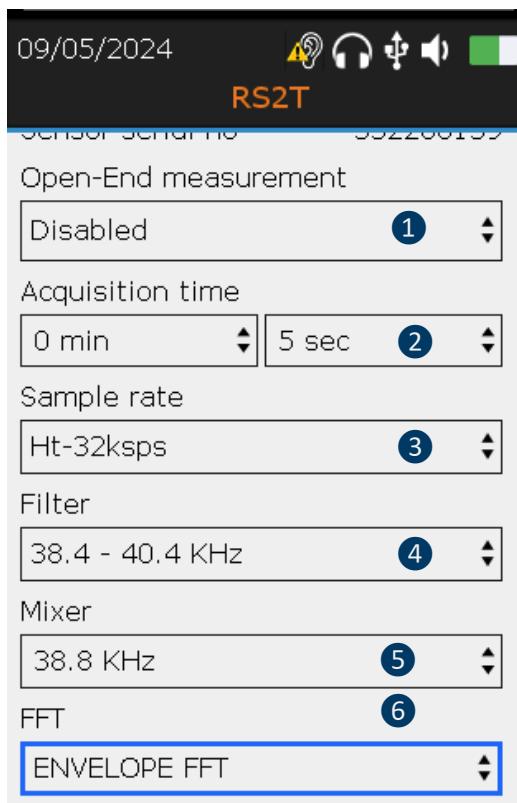 09/05/2024
RS2T
Open-End measurement
Disabled 1
Acquisition time
0 min 5 sec 2
Sample rate
Ht-32ksps 3
Filter
38.4 - 40.4 KHz 4
Mixer
38.8 KHz 5
FFT 6
ENVELOPE FFT